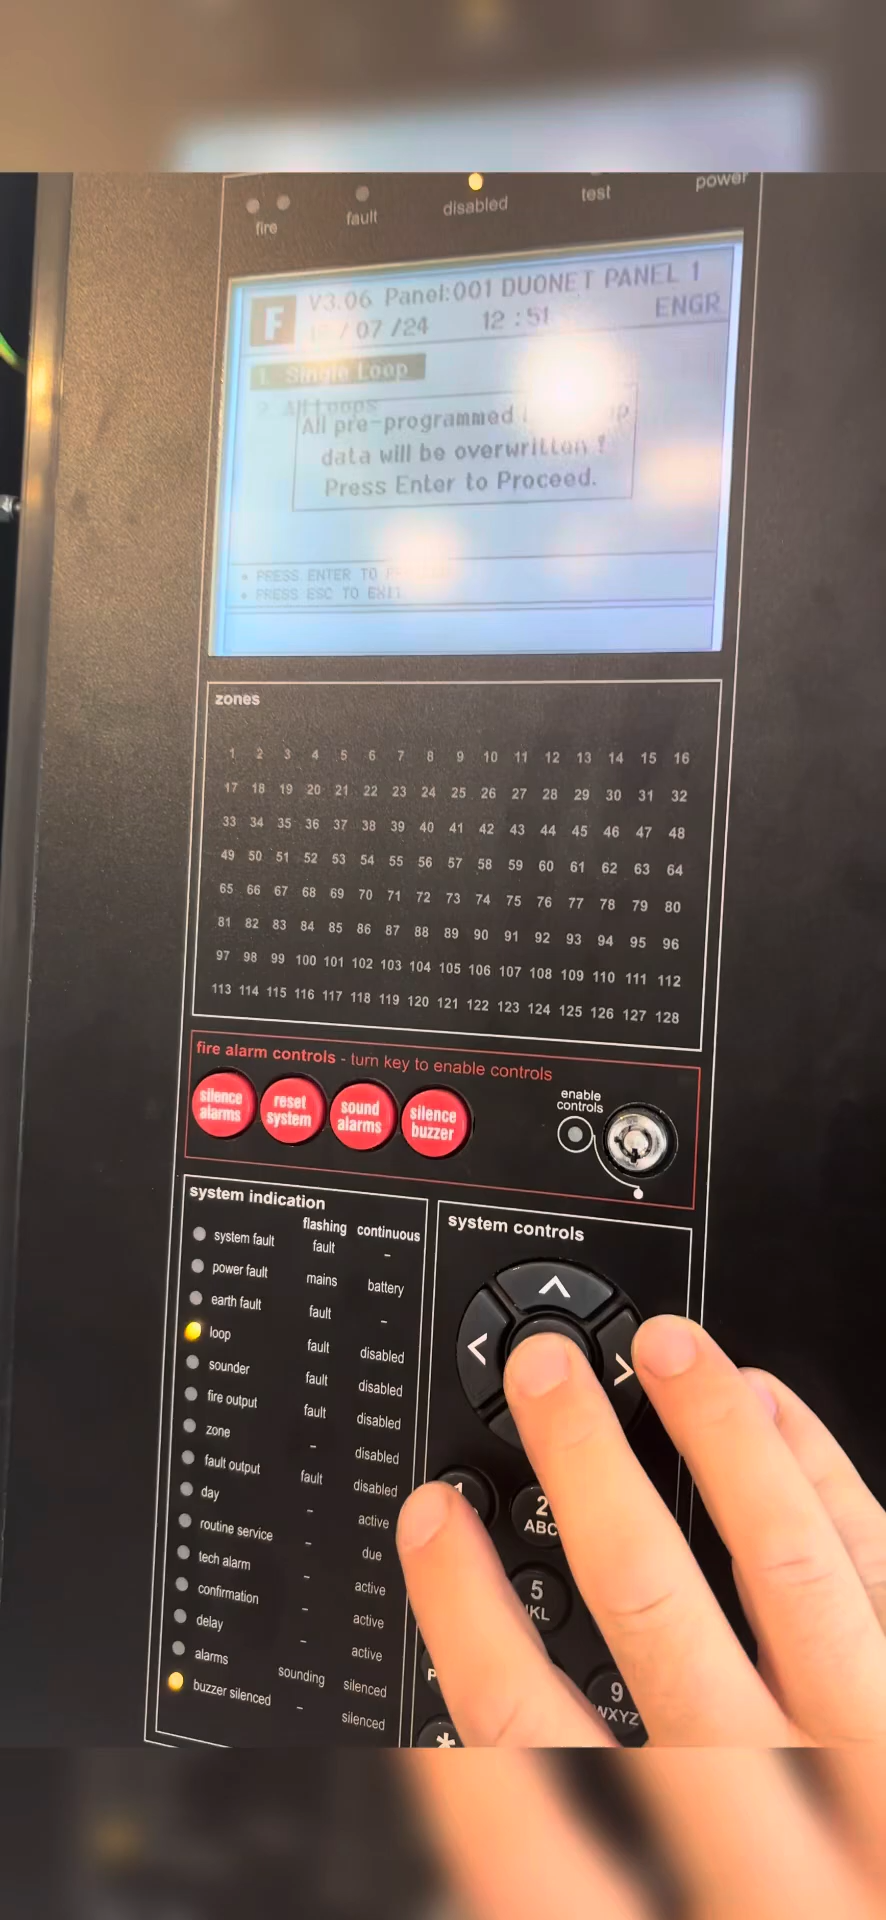 fire fault disabled test power
F
V3.06 Panel:001 DUONET PANEL 1
/ 07 /24 12 :51 ENGR
1. Single Loop
2. All Loops
All pre-programmed
data will be overwritten !
Press Enter to Proceed.
• PRESS ENTER TO
• PRESS ESC TO EXIT
zones
1 2 3 4 5 6 7 8 9 10 11 12 13 14 15 16
17 18 19 20 21 22 23 24 25 26 27 28 29 30 31 32
33 34 35 36 37 38 39 40 41 42 43 44 45 46 47 48
49 50 51 52 53 54 55 56 57 58 59 60 61 62 63 64
65 66 67 68 69 70 71 72 73 74 75 76 77 78 79 80
81 82 83 84 85 86 87 88 89 90 91 92 93 94 95 96
97 98 99 100 101 102 103 104 105 106 107 108 109 110 111 112
113 114 115 116 117 118 119 120 121 122 123 124 125 126 127 128
fire alarm controls - turn key to enable controls
silence
alarms
reset
system
sound
alarms
silence
buzzer
enable
controls
system indication
flashing continuous
system fault fault –
power fault mains battery
earth fault fault –
loop fault disabled
sounder fault disabled
fire output fault disabled
zone – disabled
fault output fault disabled
day – active
routine service – due
tech alarm – active
confirmation – active
delay – active
alarms sounding silenced
buzzer silenced – silenced
system controls
1
2
ABC
5
JKL
9
WXYZ
*